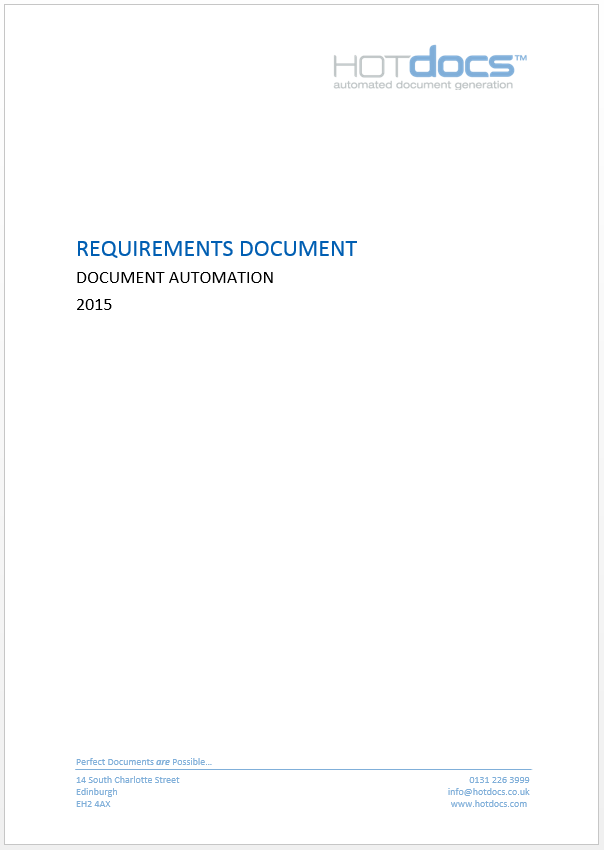 HOTdocs™
automated document generation
REQUIREMENTS DOCUMENT
DOCUMENT AUTOMATION
2015
Perfect Documents are Possible...
14 South Charlotte Street
Edinburgh
EH2 4AX
0131 226 3999
info@hotdocs.co.uk
www.hotdocs.com